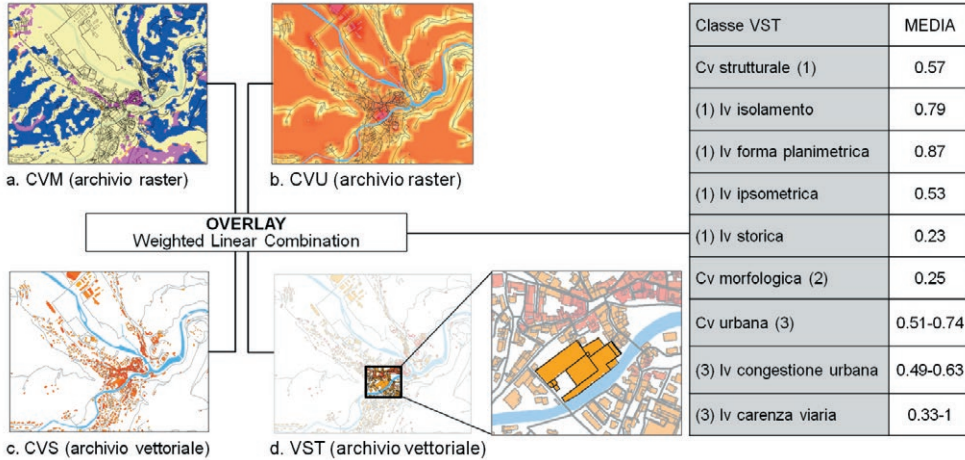 a. CVM (archivio raster)
b. CVU (archivio raster)
OVERLAY
Weighted Linear Combination
c. CVS (archivio vettoriale)
d. VST (archivio vettoriale)
Classe VST MEDIA
Cv strutturale (1) 0.57
(1) Iv isolamento 0.79
(1) Iv forma planimetrica 0.87
(1) Iv ipsometrica 0.53
(1) Iv storica 0.23
Cv morfologica (2) 0.25
Cv urbana (3) 0.51-0.74
(3) Iv congestione urbana 0.49-0.63
(3) Iv carenza viaria 0.33-1